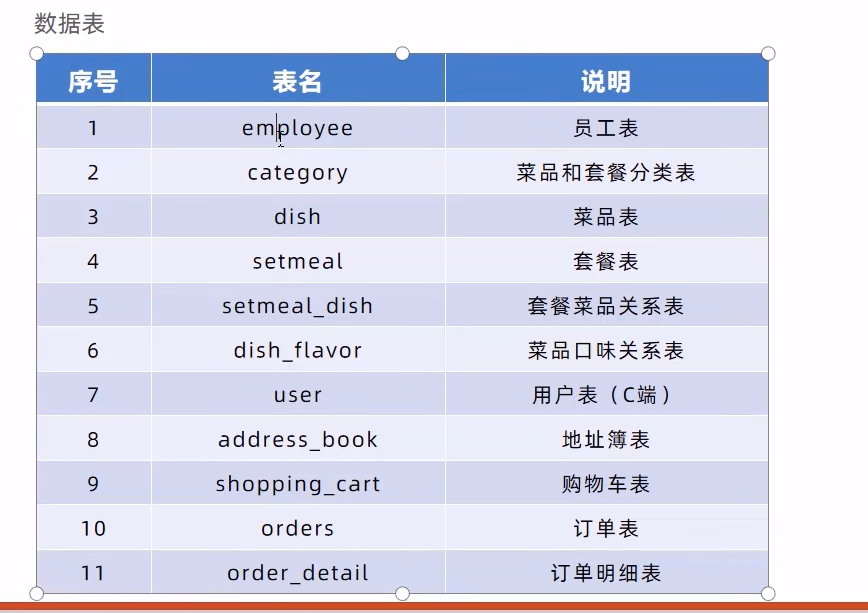 数据表
序号 表名 说明
1 employee 员工表
2 category 菜品和套餐分类表
3 dish 菜品表
4 setmeal 套餐表
5 setmeal_dish 套餐菜品关系表
6 dish_flavor 菜品口味关系表
7 user 用户表（C端）
8 address_book 地址簿表
9 shopping_cart 购物车表
10 orders 订单表
11 order_detail 订单明细表